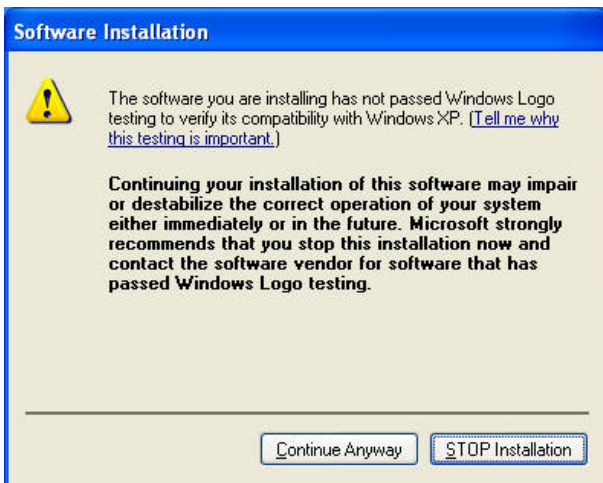 Software Installation
The software you are installing has not passed Windows Logo
testing to verify its compatibility with Windows XP. (Tell me why
this testing is important.)
Continuing your installation of this software may impair
or destabilize the correct operation of your system
either immediately or in the future. Microsoft strongly
recommends that you stop this installation now and
contact the software vendor for software that has
passed Windows Logo testing.
Continue Anyway
STOP Installation